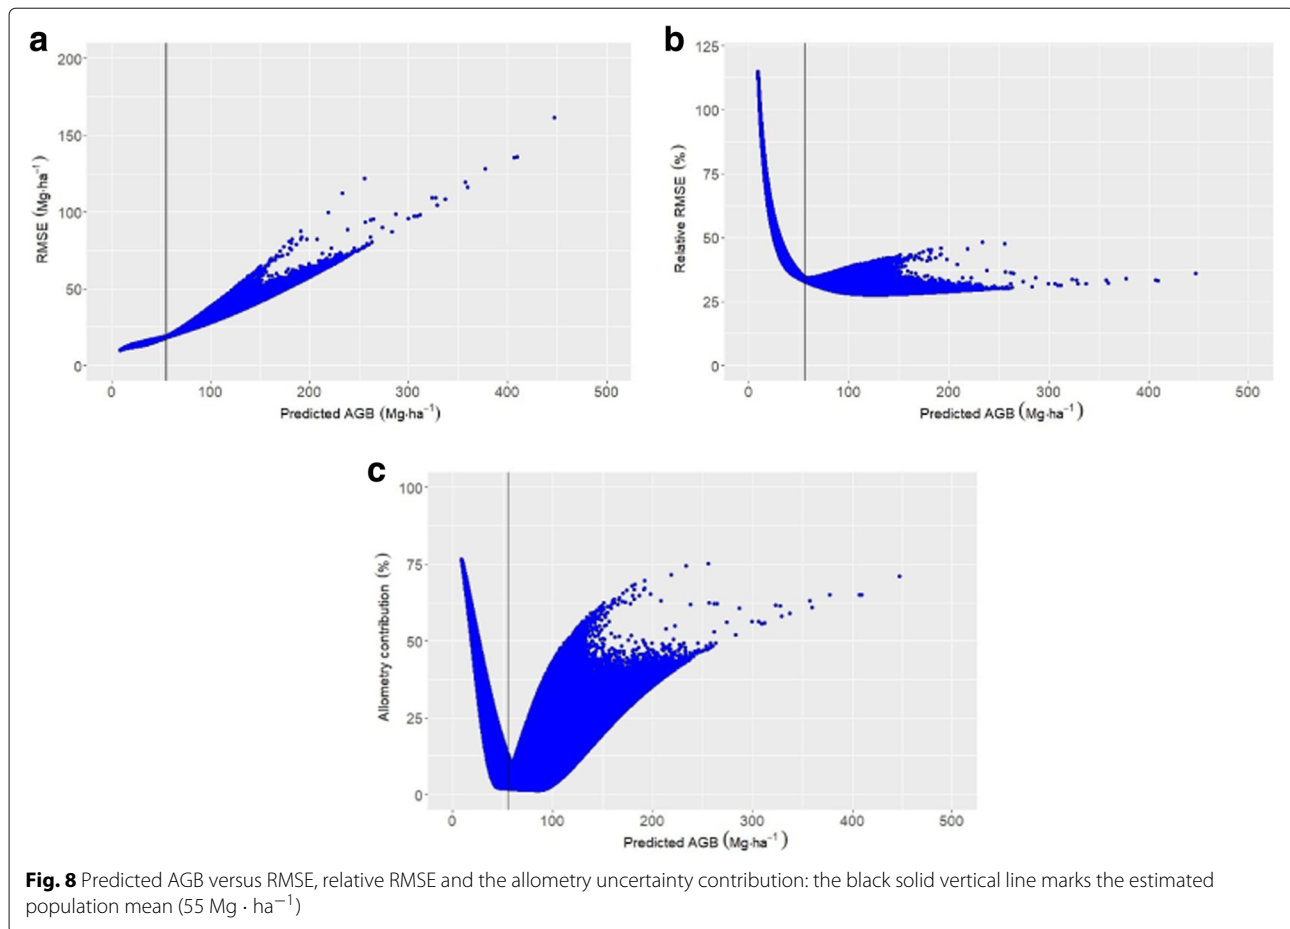 a
200
150
100
50
0
RMSE (Mg·ha⁻¹)
0 100 200 300 400 500
Predicted AGB (Mg·ha⁻¹)
b
125
100
75
50
25
0
Relative RMSE (%)
0 100 200 300 400 500
Predicted AGB (Mg·ha⁻¹)
c
100
75
50
25
0
Allometry contribution (%)
0 100 200 300 400 500
Predicted AGB (Mg·ha⁻¹)
Fig. 8 Predicted AGB versus RMSE, relative RMSE and the allometry uncertainty contribution: the black solid vertical line marks the estimated
population mean (55 Mg · ha⁻¹)